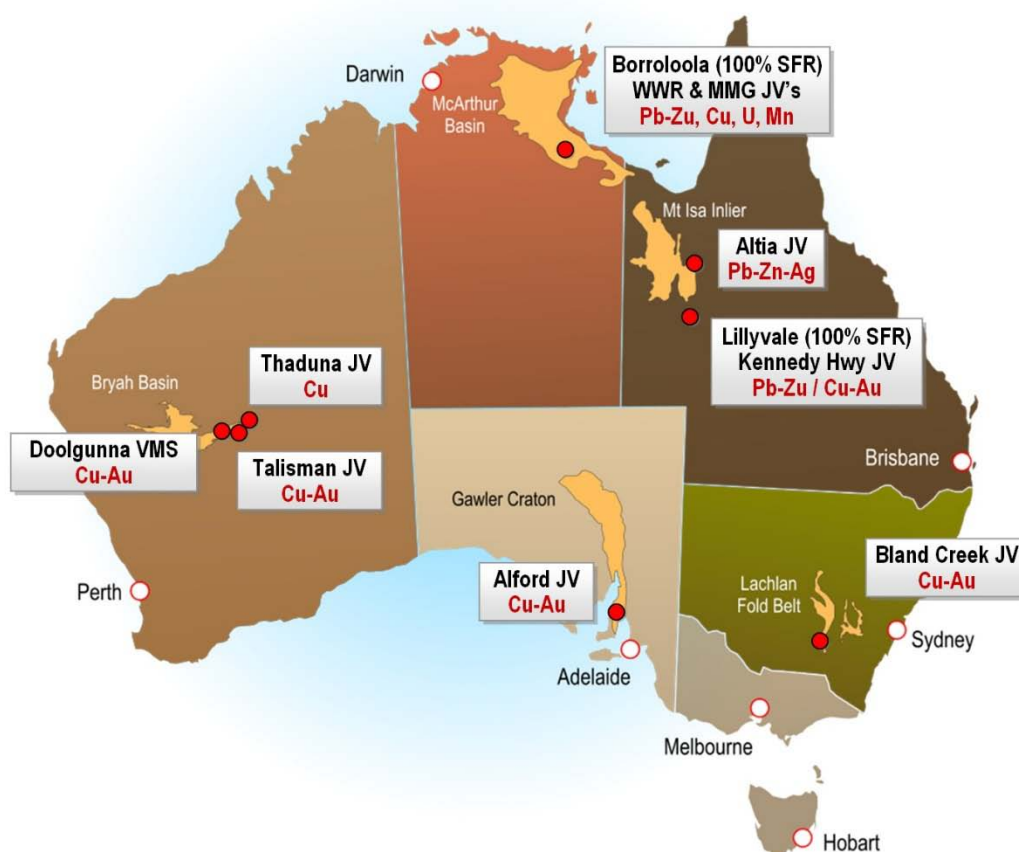 Darwin
McArthur
Basin
Borroloola (100% SFR)
WWR & MMG JV's
Pb-Zu, Cu, U, Mn
Mt Isa Inlier
Altia JV
Pb-Zn-Ag
Lillyvale (100% SFR)
Kennedy Hwy JV
Pb-Zu / Cu-Au
Thaduna JV
Cu
Bryah Basin
Doolgunna VMS
Cu-Au
Talisman JV
Cu-Au
Brisbane
Gawler Craton
Bland Creek JV
Cu-Au
Perth
Alford JV
Cu-Au
Lachlan
Fold Belt
Sydney
Adelaide
Melbourne
Hobart